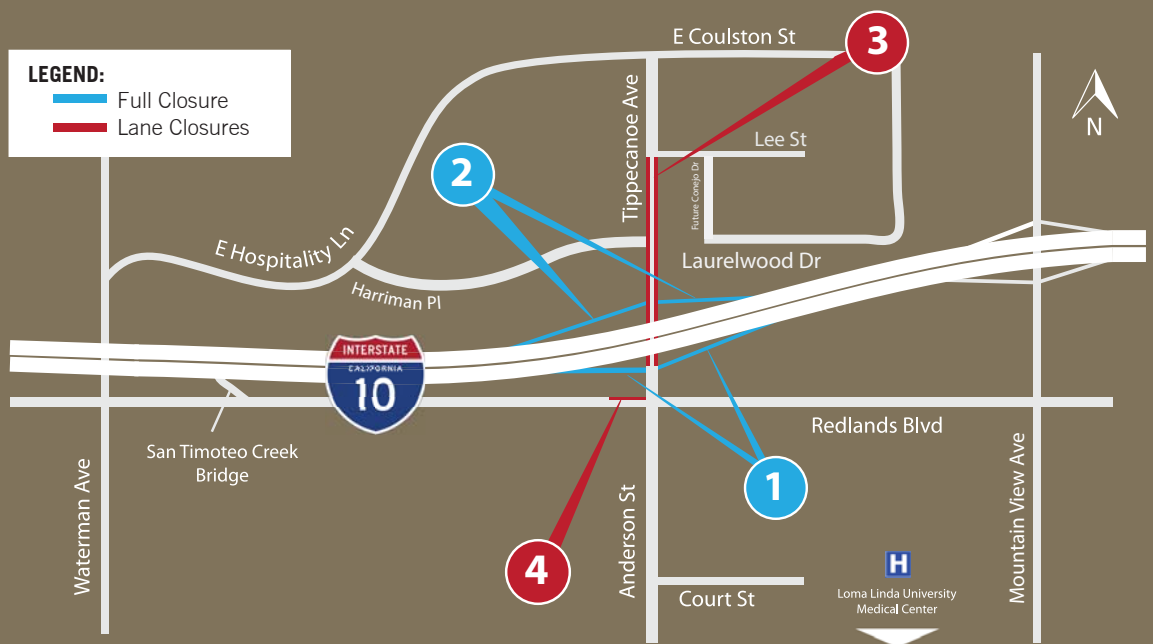 LEGEND:
Full Closure
Lane Closures
E Coulston St
3
N
Tippecanoe Ave
Lee St
2
Future Conejo Dr
E Hospitality Ln
Laurelwood Dr
Harriman Pl
INTERSTATE
CALIFORNIA
10
Redlands Blvd
San Timoteo Creek
Bridge
1
Waterman Ave
Anderson St
Mountain View Ave
4
H
Court St
Loma Linda University
Medical Center